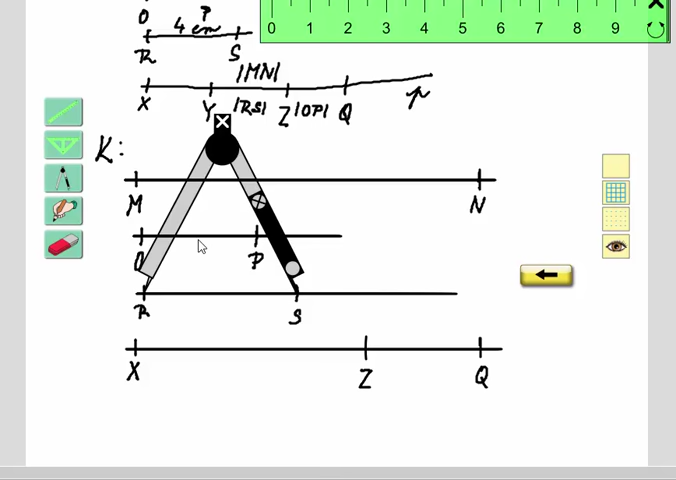 O P
4 cm
R S
0 1 2 3 4 5 6 7 8 9
|MN|
X Y |RS| Z |OP| Q p
K:
M N
O P
R S
X Z Q